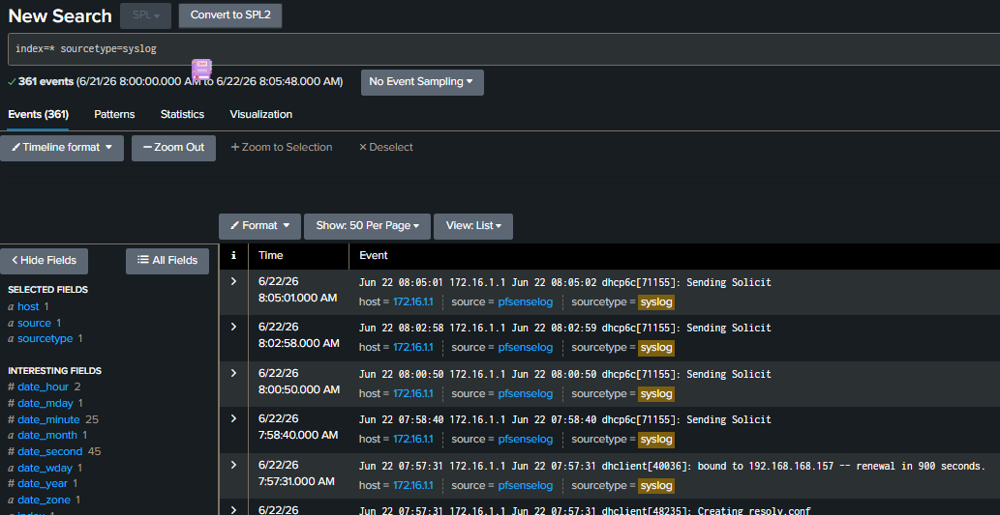 New Search SPL Convert to SPL2
index=* sourcetype=syslog
361 events (6/21/26 8:00:00.000 AM to 6/22/26 8:05:48.000 AM) No Event Sampling
Events (361) Patterns Statistics Visualization
Timeline format — Zoom Out + Zoom to Selection × Deselect
Format Show: 50 Per Page View: List
< Hide Fields All Fields
SELECTED FIELDS
a host 1
a source 1
a sourcetype 1
INTERESTING FIELDS
# date_hour 2
# date_mday 1
# date_minute 25
a date_month 1
# date_second 45
a date_wday 1
# date_year 1
a date_zone 1
i Time Event
6/22/26 8:05:01.000 AM Jun 22 08:05:01 172.16.1.1 Jun 22 08:05:02 dhcp6c[71155]: Sending Solicit
host = 172.16.1.1 source = pfsenselog sourcetype = syslog
6/22/26 8:02:58.000 AM Jun 22 08:02:58 172.16.1.1 Jun 22 08:02:59 dhcp6c[71155]: Sending Solicit
host = 172.16.1.1 source = pfsenselog sourcetype = syslog
6/22/26 8:00:50.000 AM Jun 22 08:00:50 172.16.1.1 Jun 22 08:00:50 dhcp6c[71155]: Sending Solicit
host = 172.16.1.1 source = pfsenselog sourcetype = syslog
6/22/26 7:58:40.000 AM Jun 22 07:58:40 172.16.1.1 Jun 22 07:58:40 dhcp6c[71155]: Sending Solicit
host = 172.16.1.1 source = pfsenselog sourcetype = syslog
6/22/26 7:57:31.000 AM Jun 22 07:57:31 172.16.1.1 Jun 22 07:57:31 dhclient[40036]: bound to 192.168.168.157 -- renewal in 900 seconds.
host = 172.16.1.1 source = pfsenselog sourcetype = syslog
6/22/26 Jun 22 07:57:31 172.16.1.1 Jun 22 07:57:31 dhclient[48235]: Creating resolv.conf